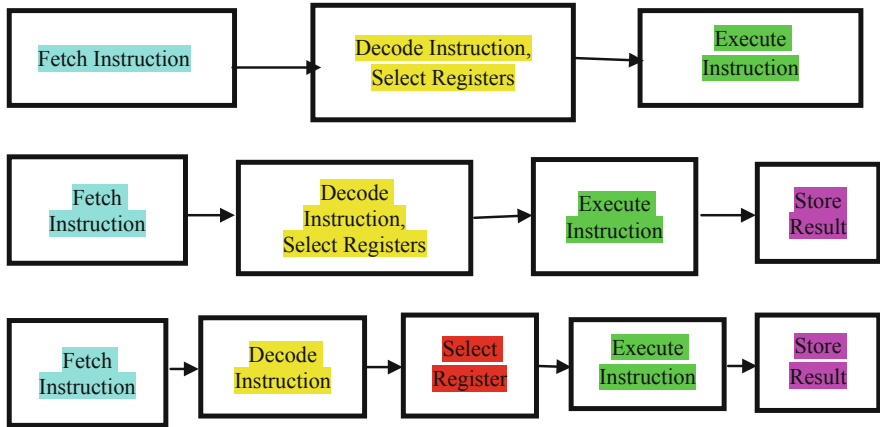 Fetch Instruction
Decode Instruction,
Select Registers
Execute
Instruction
Fetch
Instruction
Decode
Instruction,
Select Registers
Execute
Instruction
Store
Result
Fetch
Instruction
Decode
Instruction
Select
Register
Execute
Instruction
Store
Result